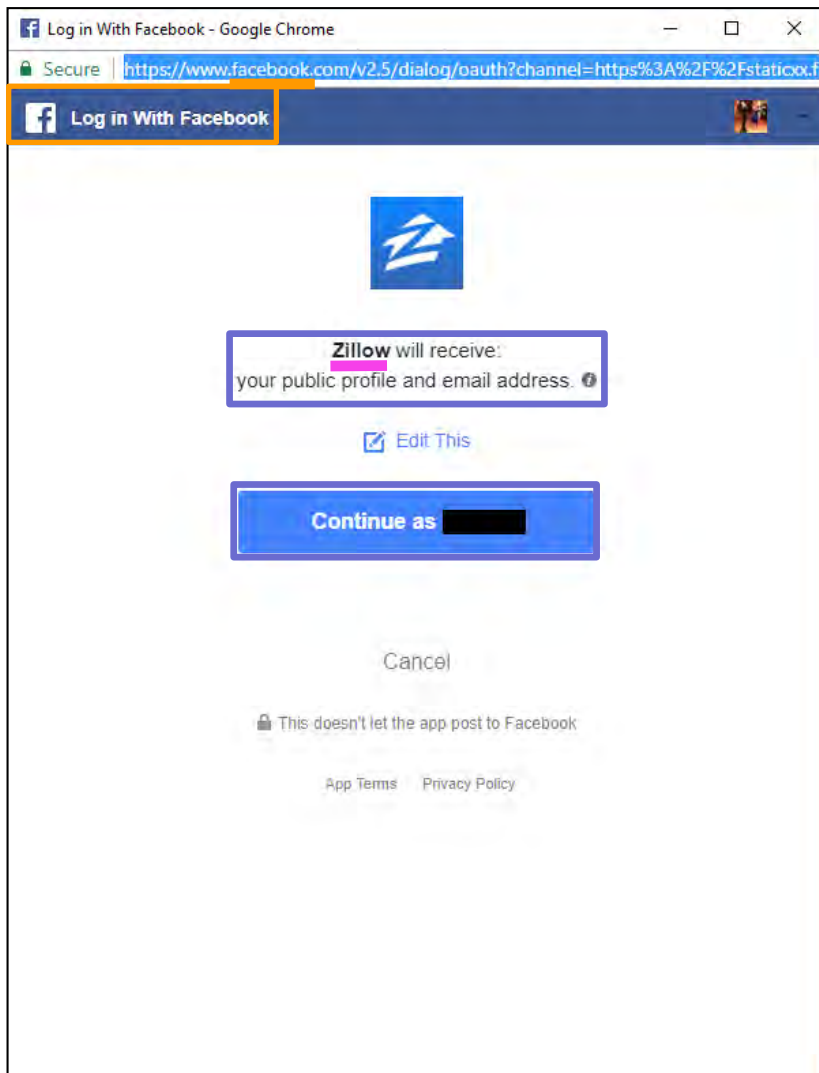 Log in With Facebook - Google Chrome
Secure | https://www.facebook.com/v2.5/dialog/oauth?channel=https%3A%2F%2Fstaticxx.f
Log in With Facebook
Zillow will receive:
your public profile and email address.
Edit This
Continue as
Cancel
This doesn't let the app post to Facebook
App Terms Privacy Policy